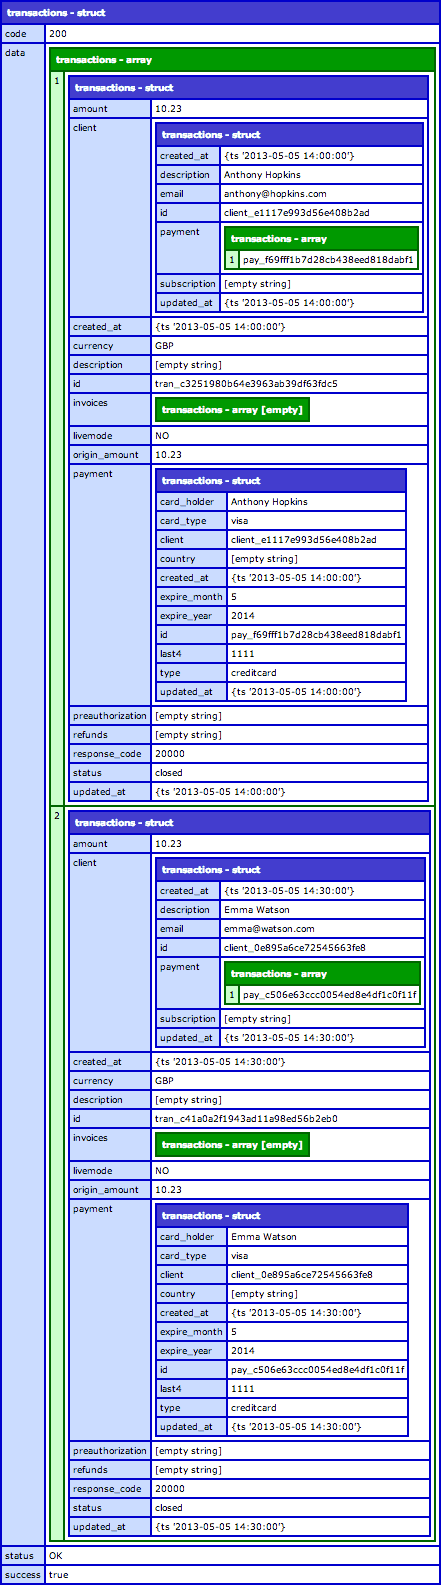 transactions - struct
code 200
data
transactions - array
1
transactions - struct
amount 10.23
client
transactions - struct
created_at {ts '2013-05-05 14:00:00'}
description Anthony Hopkins
email anthony@hopkins.com
id client_e1117e993d56e408b2ad
payment
transactions - array
1 pay_f69fff1b7d28cb438eed818dabf1
subscription [empty string]
updated_at {ts '2013-05-05 14:00:00'}
created_at {ts '2013-05-05 14:00:00'}
currency GBP
description [empty string]
id tran_c3251980b64e3963ab39df63fdc5
invoices
transactions - array [empty]
livemode NO
origin_amount 10.23
payment
transactions - struct
card_holder Anthony Hopkins
card_type visa
client client_e1117e993d56e408b2ad
country [empty string]
created_at {ts '2013-05-05 14:00:00'}
expire_month 5
expire_year 2014
id pay_f69fff1b7d28cb438eed818dabf1
last4 1111
type creditcard
updated_at {ts '2013-05-05 14:00:00'}
preauthorization [empty string]
refunds [empty string]
response_code 20000
status closed
updated_at {ts '2013-05-05 14:00:00'}
2
transactions - struct
amount 10.23
client
transactions - struct
created_at {ts '2013-05-05 14:30:00'}
description Emma Watson
email emma@watson.com
id client_0e895a6ce72545663fe8
payment
transactions - array
1 pay_c506e63ccc0054ed8e4df1c0f11f
subscription [empty string]
updated_at {ts '2013-05-05 14:30:00'}
created_at {ts '2013-05-05 14:30:00'}
currency GBP
description [empty string]
id tran_c41a0a2f1943ad11a98ed56b2eb0
invoices
transactions - array [empty]
livemode NO
origin_amount 10.23
payment
transactions - struct
card_holder Emma Watson
card_type visa
client client_0e895a6ce72545663fe8
country [empty string]
created_at {ts '2013-05-05 14:30:00'}
expire_month 5
expire_year 2014
id pay_c506e63ccc0054ed8e4df1c0f11f
last4 1111
type creditcard
updated_at {ts '2013-05-05 14:30:00'}
preauthorization [empty string]
refunds [empty string]
response_code 20000
status closed
updated_at {ts '2013-05-05 14:30:00'}
status OK
success true